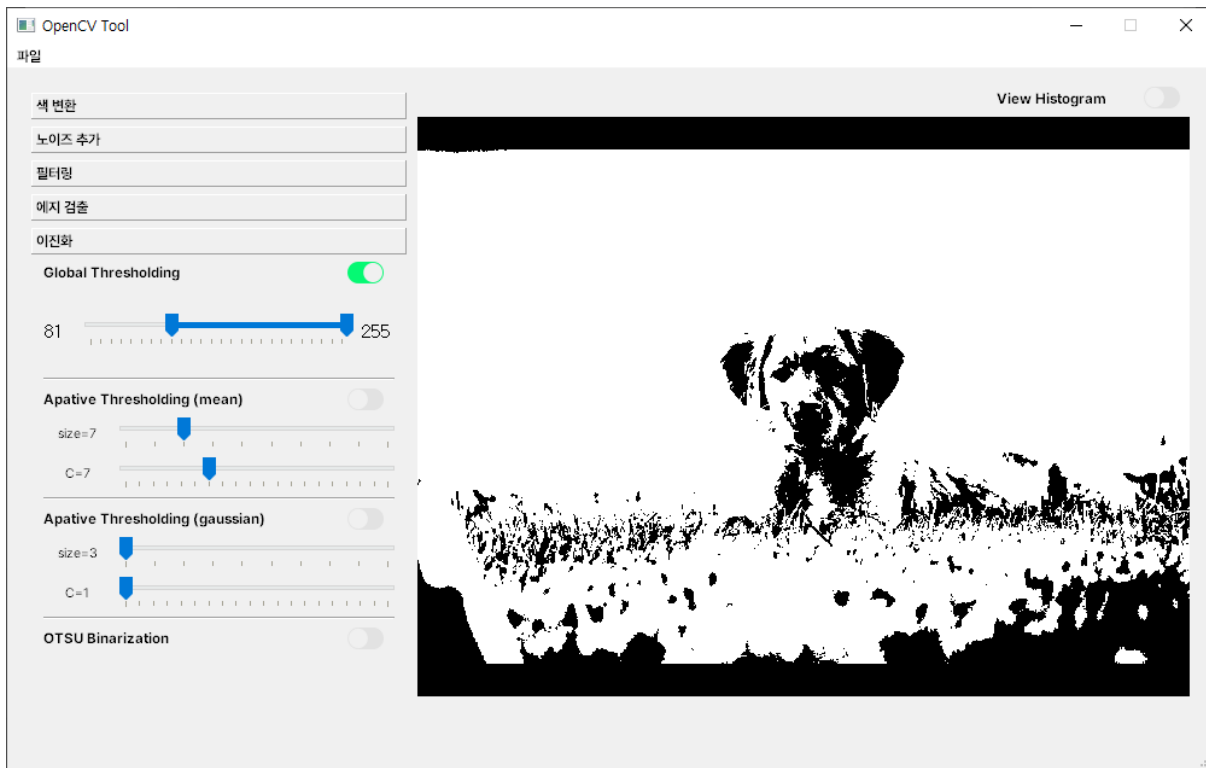 OpenCV Tool
파일
View Histogram
색 변환
노이즈 추가
필터링
에지 검출
이진화
Global Thresholding
81 255
Apative Thresholding (mean)
size=7
C=7
Apative Thresholding (gaussian)
size=3
C=1
OTSU Binarization